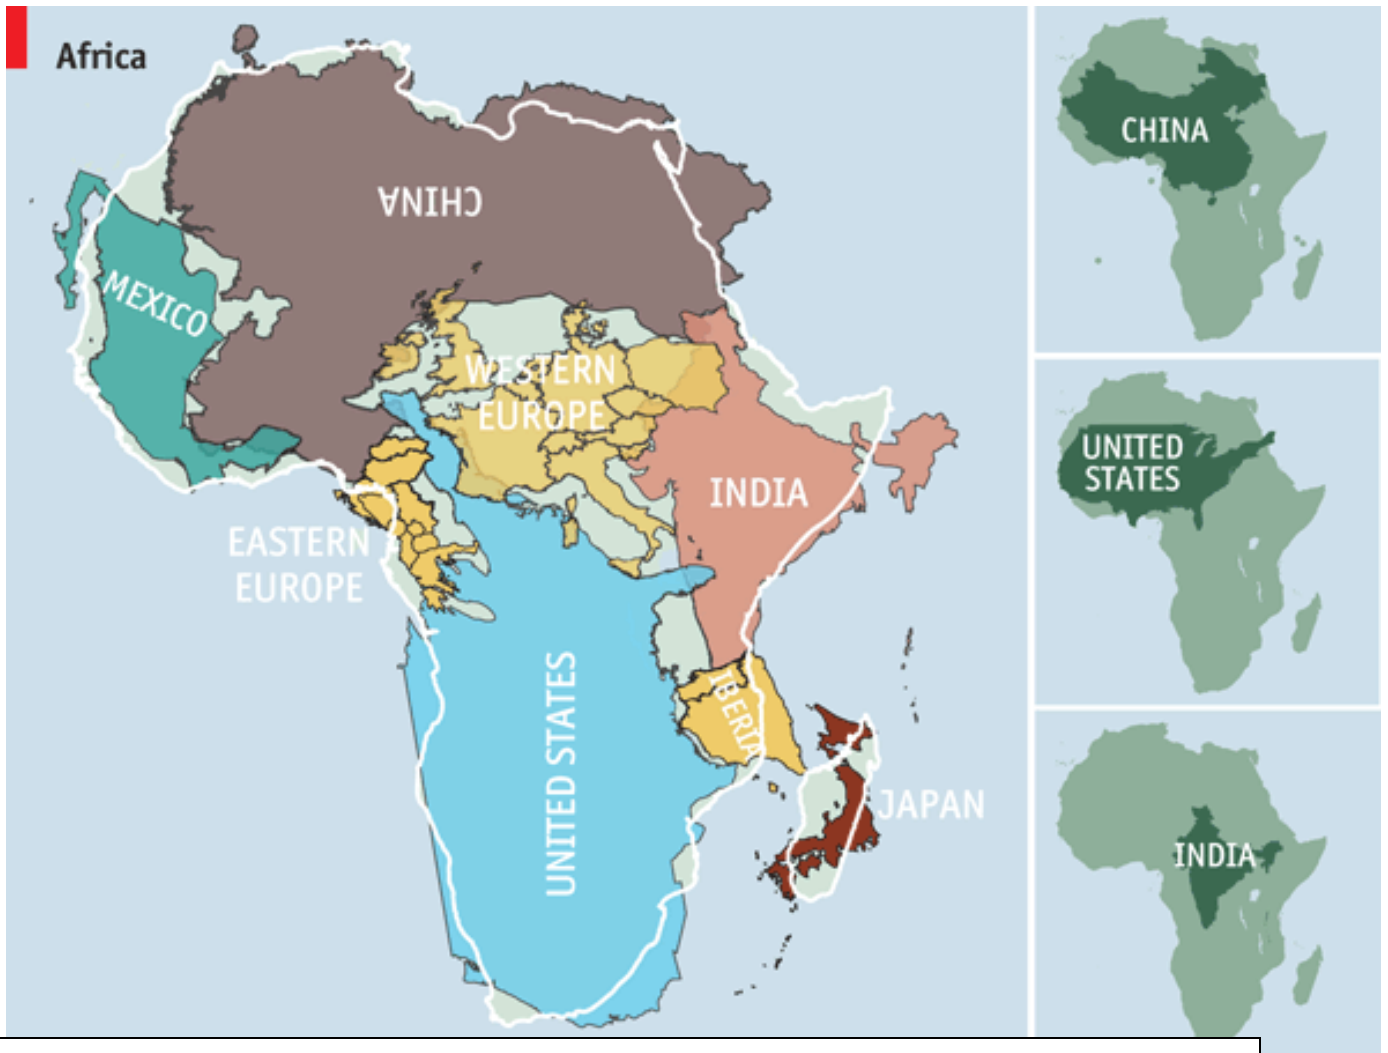 Africa
CHINA
MEXICO
WESTERN
EUROPE
INDIA
EASTERN
EUROPE
UNITED STATES
IBERIA
JAPAN
CHINA
UNITED
STATES
INDIA